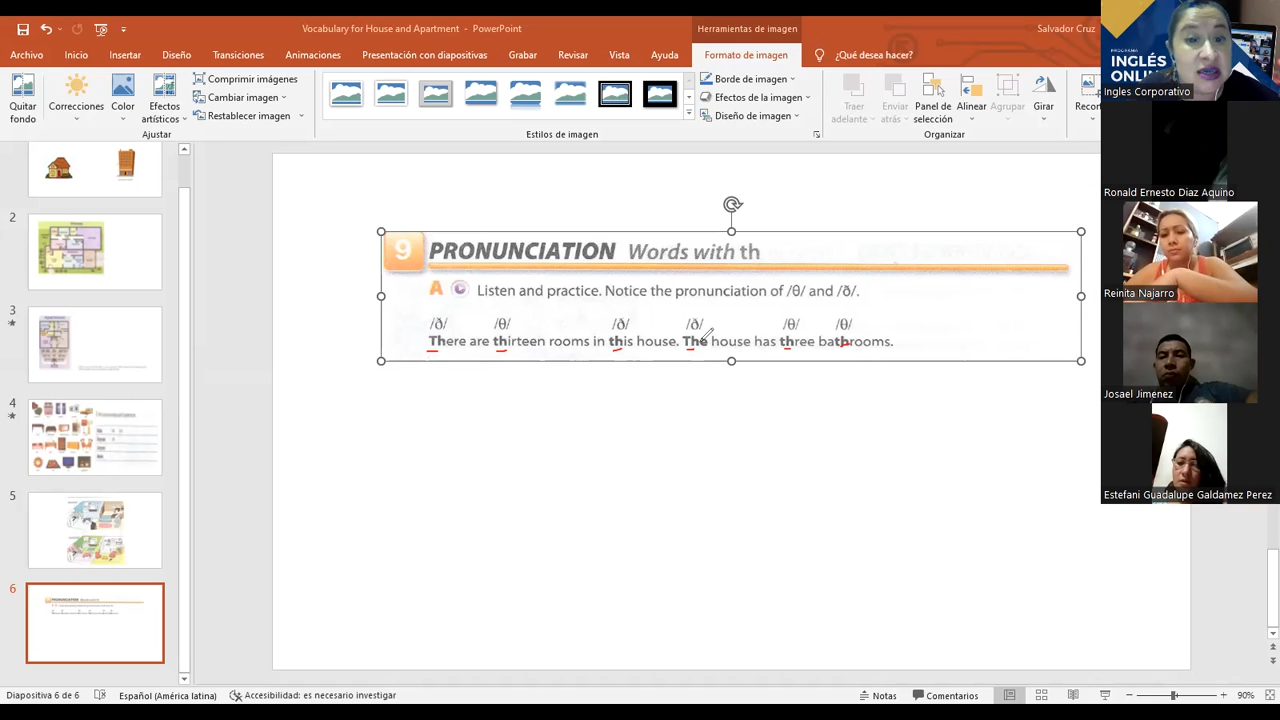 Vocabulary for House and Apartment - PowerPoint
Herramientas de imagen
Salvador Cruz
Archivo Inicio Insertar Diseño Transiciones Animaciones Presentación con diapositivas Grabar Revisar Vista Ayuda Formato de imagen ¿Qué desea hacer?
Quitar fondo
Correcciones
Color
Efectos artísticos
Comprimir imágenes
Cambiar imagen
Restablecer imagen
Ajustar
Estilos de imagen
Borde de imagen
Efectos de la imagen
Diseño de imagen
Traer adelante
Enviar atrás
Panel de selección
Alinear
Agrupar
Girar
Organizar
PROGRAMA
INGLÉS
Ingles Corporativo
Ronald Ernesto Diaz Aquino
Reinita Najarro
Josael Jimenez
Estefani Guadalupe Galdamez Perez
2
3
4
5
6
9 PRONUNCIATION Words with th
A Listen and practice. Notice the pronunciation of /θ/ and /ð/.
/ð/ /θ/ /ð/ /ð/ /θ/ /θ/
There are thirteen rooms in this house. The house has three bathrooms.
Diapositiva 6 de 6
Español (América latina)
Accesibilidad: es necesario investigar
Notas
Comentarios
90%